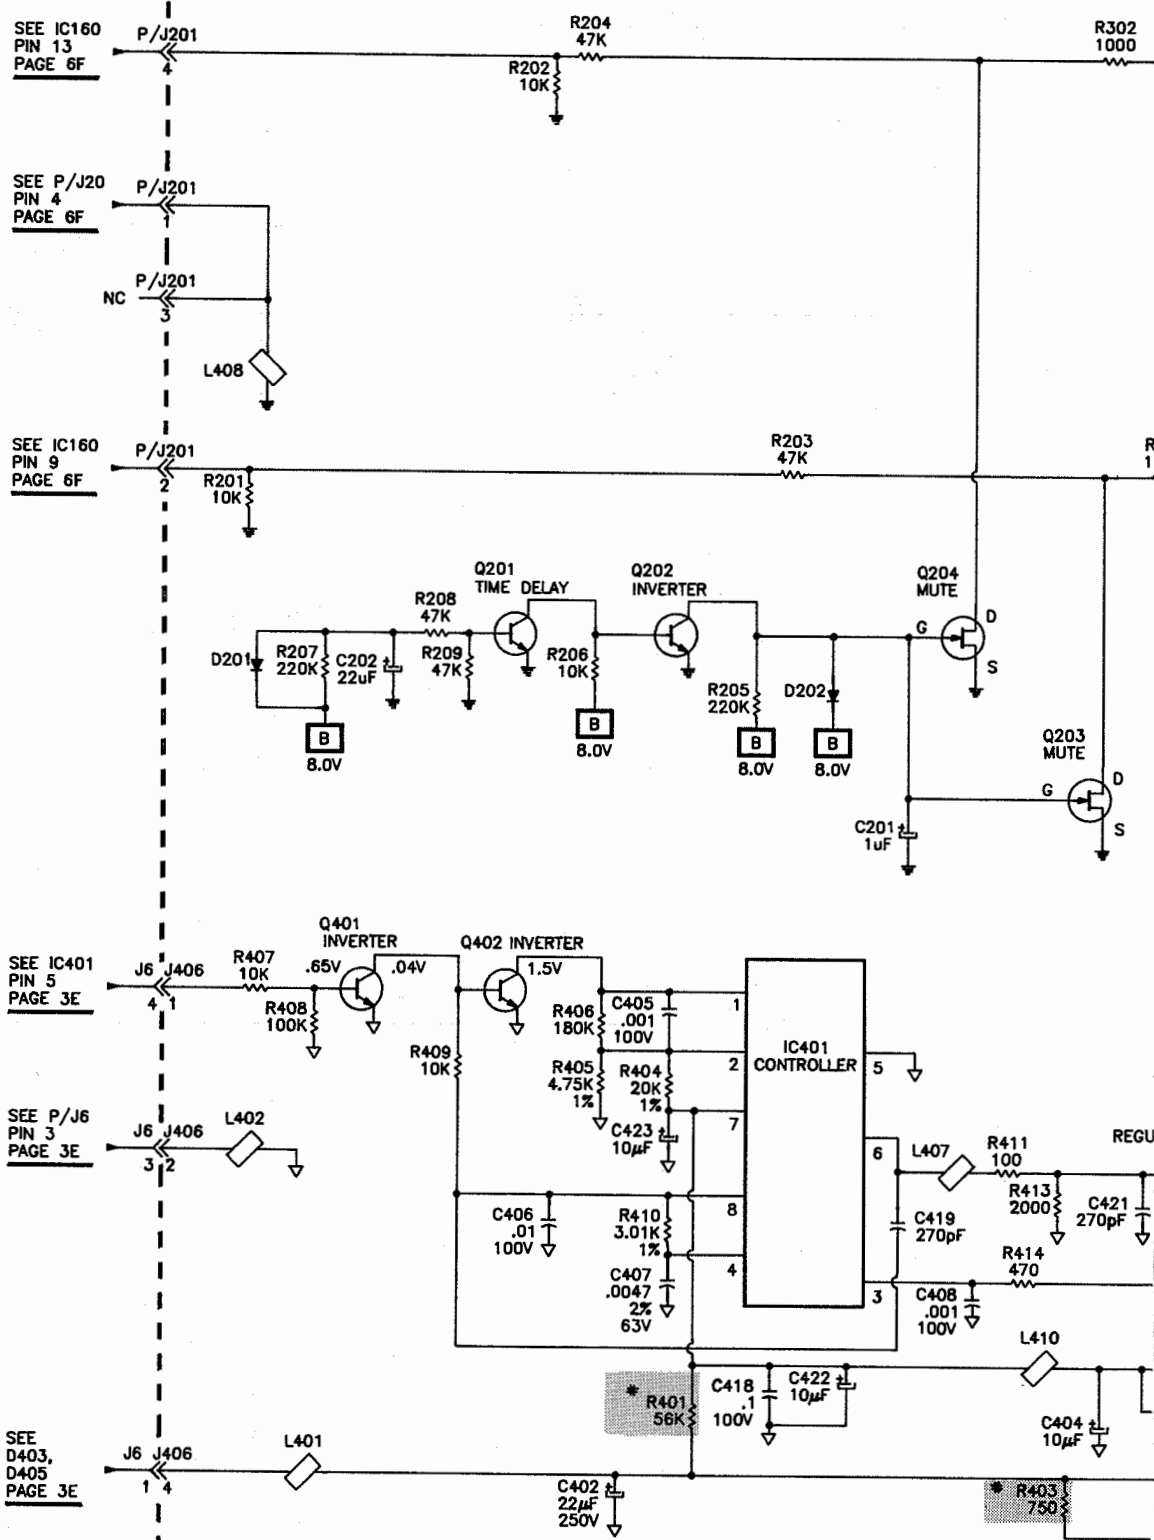 SEE IC160
PIN 13
PAGE 6F
P/J201
4
R204
47K
R202
10K
R302
1000
SEE P/J20
PIN 4
PAGE 6F
P/J201
1
NC
P/J201
3
L408
SEE IC160
PIN 9
PAGE 6F
P/J201
2
R201
10K
R203
47K
R
1
Q201
TIME DELAY
Q202
INVERTER
Q204
MUTE
R208
47K
D201
R207
220K
C202
22uF
+
R209
47K
R206
10K
R205
220K
D202
G
D
S
B
8.0V
B
8.0V
B
8.0V
B
8.0V
Q203
MUTE
G
D
S
C201
1uF
+
SEE IC401
PIN 5
PAGE 3E
J6 J406
4 1
R407
10K
R408
100K
Q401
INVERTER
.65V
.04V
Q402 INVERTER
1.5V
R409
10K
R406
180K
C405
.001
100V
R405
4.75K
1%
R404
20K
1%
C423
10µF
+
IC401
CONTROLLER
1
2
7
8
4
5
6
3
SEE P/J6
PIN 3
PAGE 3E
J6 J406
3 2
L402
C406
.01
100V
R410
3.01K
1%
C407
.0047
2%
63V
L407
R411
100
R413
2000
C421
270pF
REGU
C419
270pF
R414
470
C408
.001
100V
L410
*
R401
56K
C418
.1
100V
C422
10µF
+
C404
10µF
+
SEE
D403,
D405
PAGE 3E
J6 J406
1 4
L401
C402
22µF
250V
+
*
R403
750